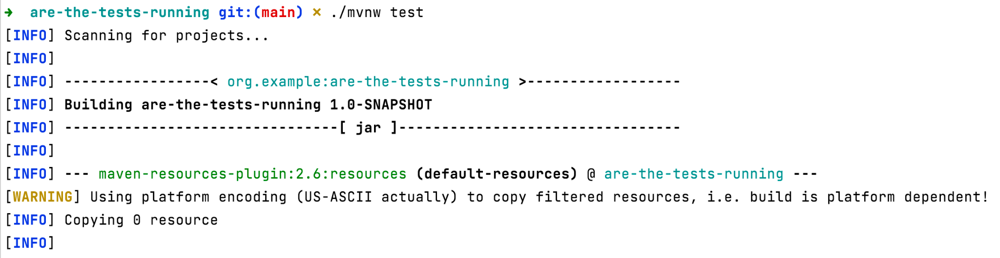 ➜  are-the-tests-running git:(main) ✗ ./mvnw test
[INFO] Scanning for projects...
[INFO]
[INFO] -----------------< org.example:are-the-tests-running >------------------
[INFO] Building are-the-tests-running 1.0-SNAPSHOT
[INFO] --------------------------------[ jar ]---------------------------------
[INFO]
[INFO] --- maven-resources-plugin:2.6:resources (default-resources) @ are-the-tests-running ---
[WARNING] Using platform encoding (US-ASCII actually) to copy filtered resources, i.e. build is platform dependent!
[INFO] Copying 0 resource
[INFO]